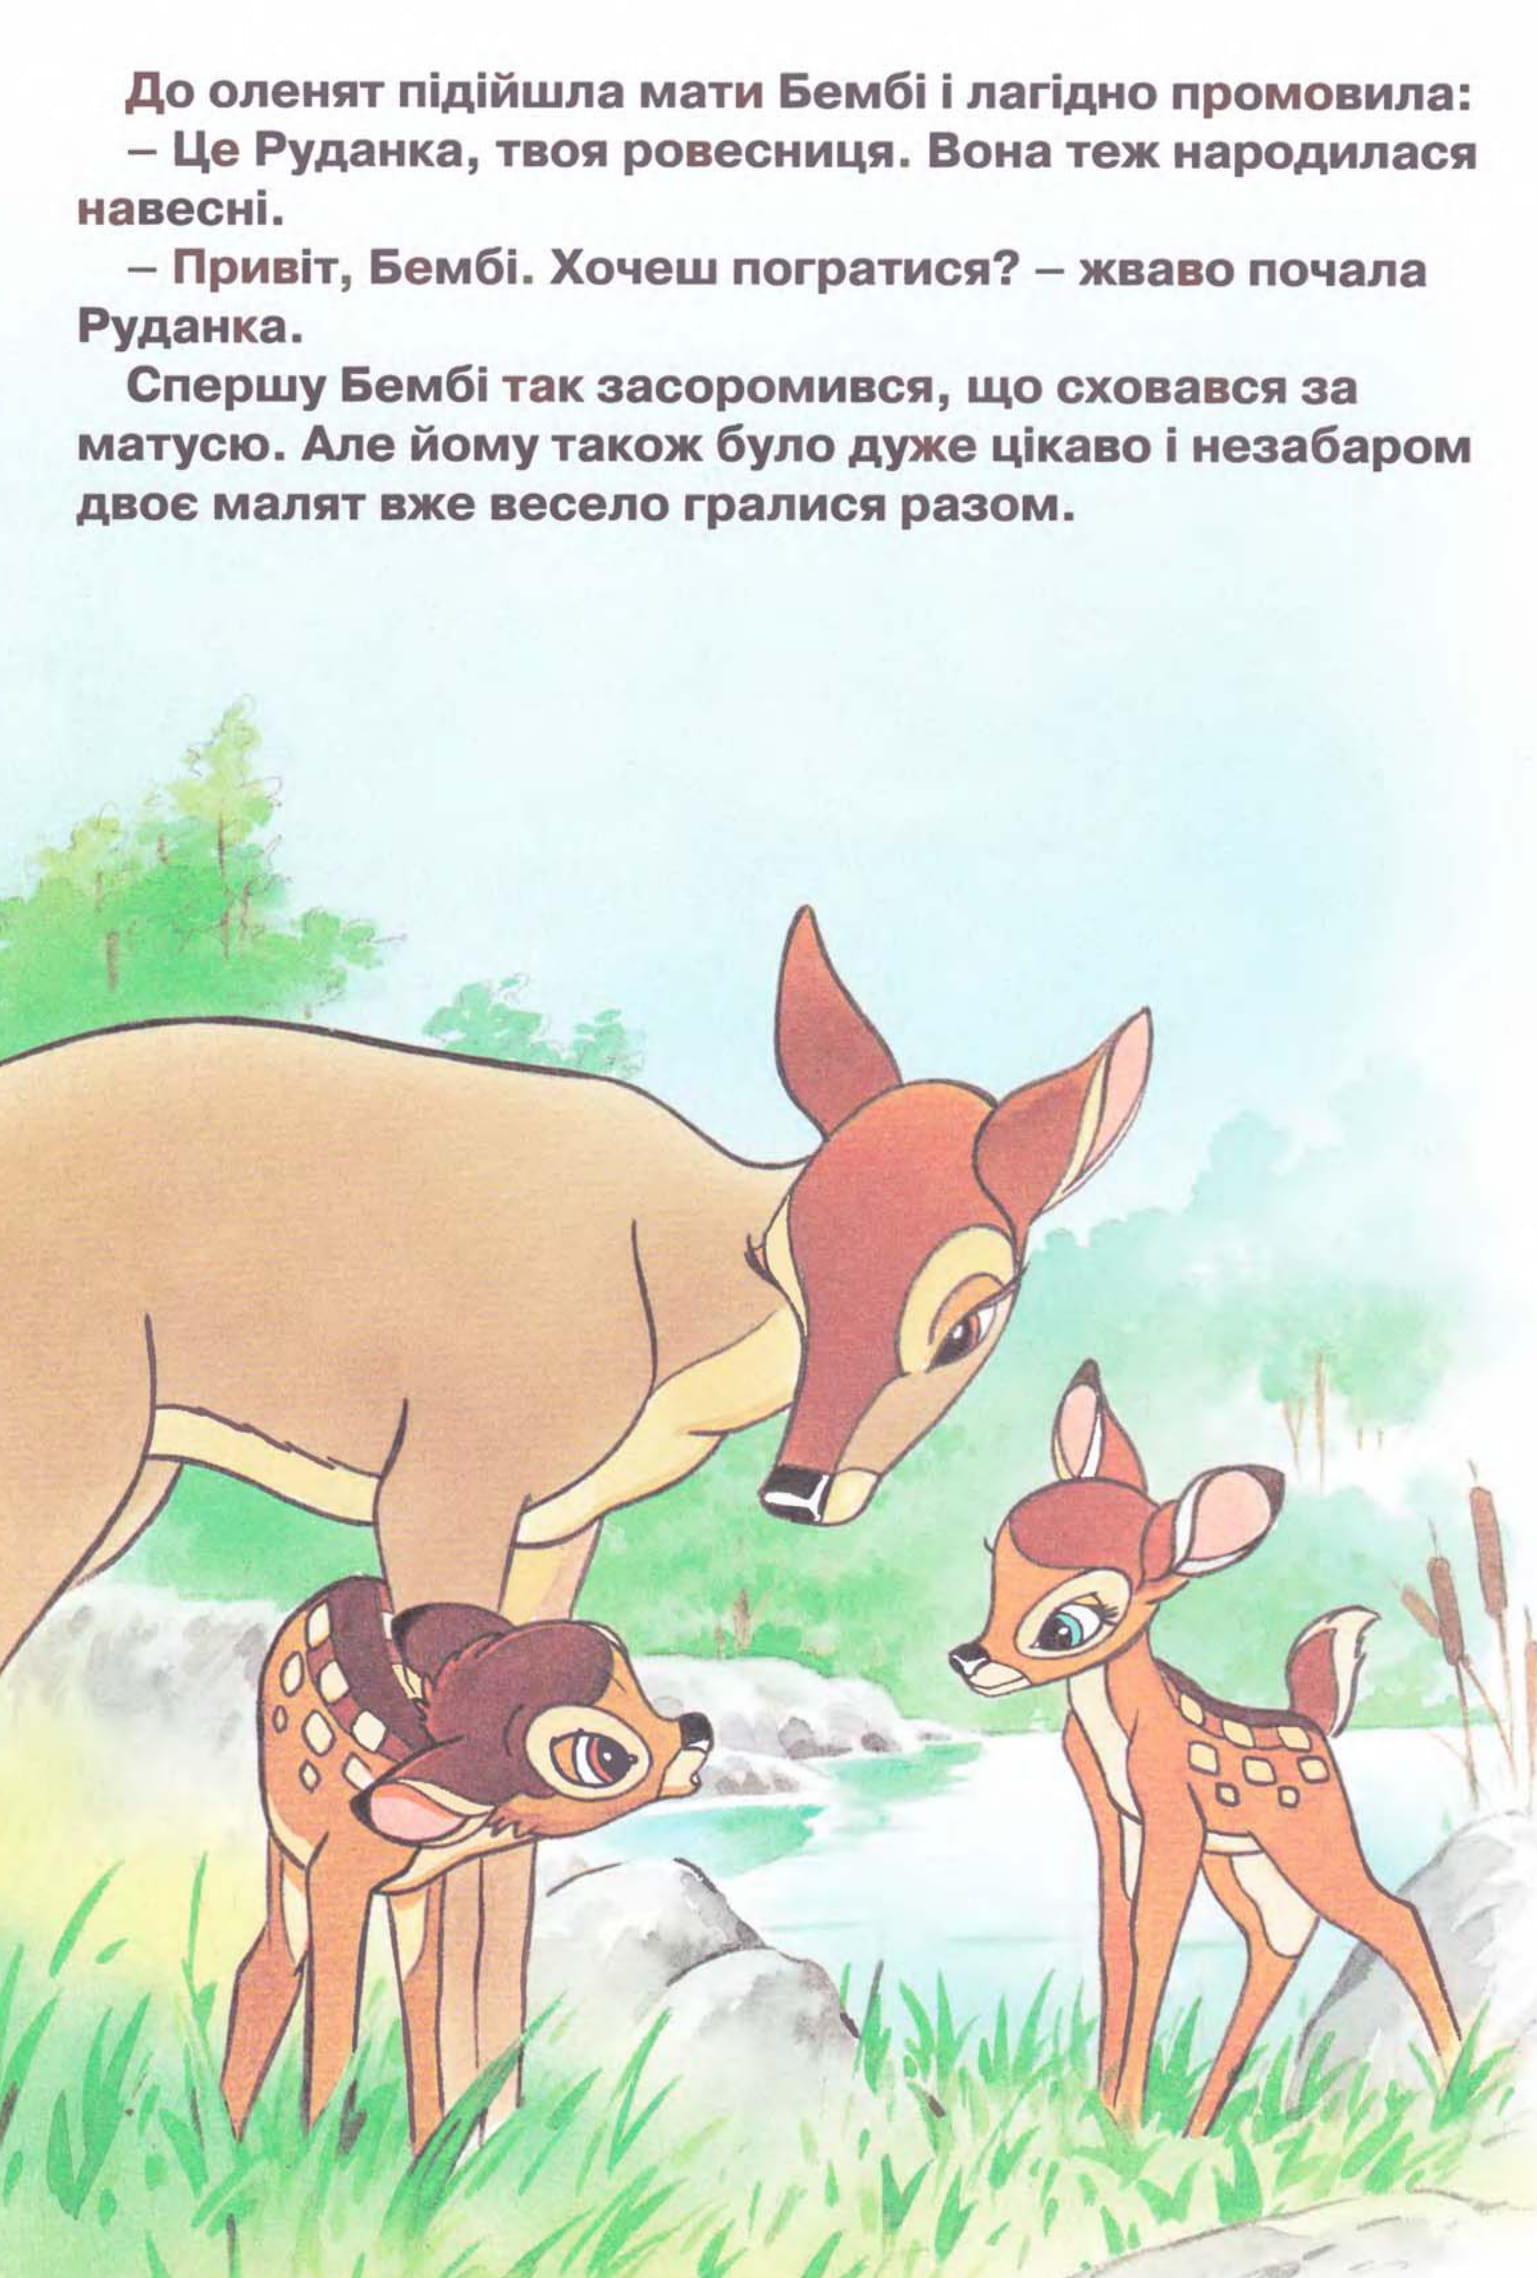 До оленят підійшла мати Бембі і лагідно промовила:
– Це Руданка, твоя ровесниця. Вона теж народилася
навесні.
– Привіт, Бембі. Хочеш погратися? – жваво почала
Руданка.
Спершу Бембі так засоромився, що сховався за
матусю. Але йому також було дуже цікаво і незабаром
двоє малят вже весело гралися разом.